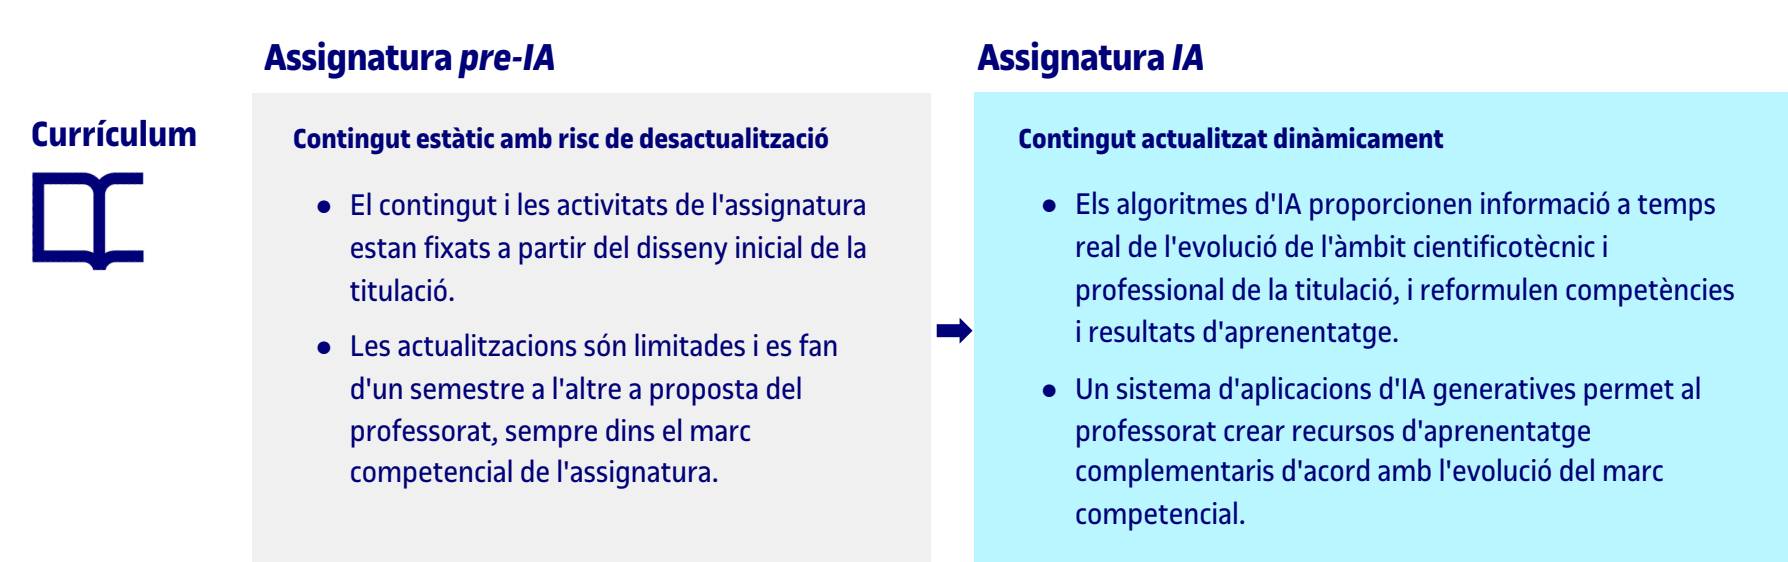 Assignatura pre-IA
Assignatura IA
Currículum
Contingut estàtic amb risc de desactualització
● El contingut i les activitats de l'assignatura
estan fixats a partir del disseny inicial de la
titulació.
● Les actualitzacions són limitades i es fan
d'un semestre a l'altre a proposta del
professorat, sempre dins el marc
competencial de l'assignatura.
Contingut actualitzat dinàmicament
● Els algoritmes d'IA proporcionen informació a temps
real de l'evolució de l'àmbit cientificotècnic i
professional de la titulació, i reformulen competències
i resultats d'aprenentatge.
● Un sistema d'aplicacions d'IA generatives permet al
professorat crear recursos d'aprenentatge
complementaris d'acord amb l'evolució del marc
competencial.